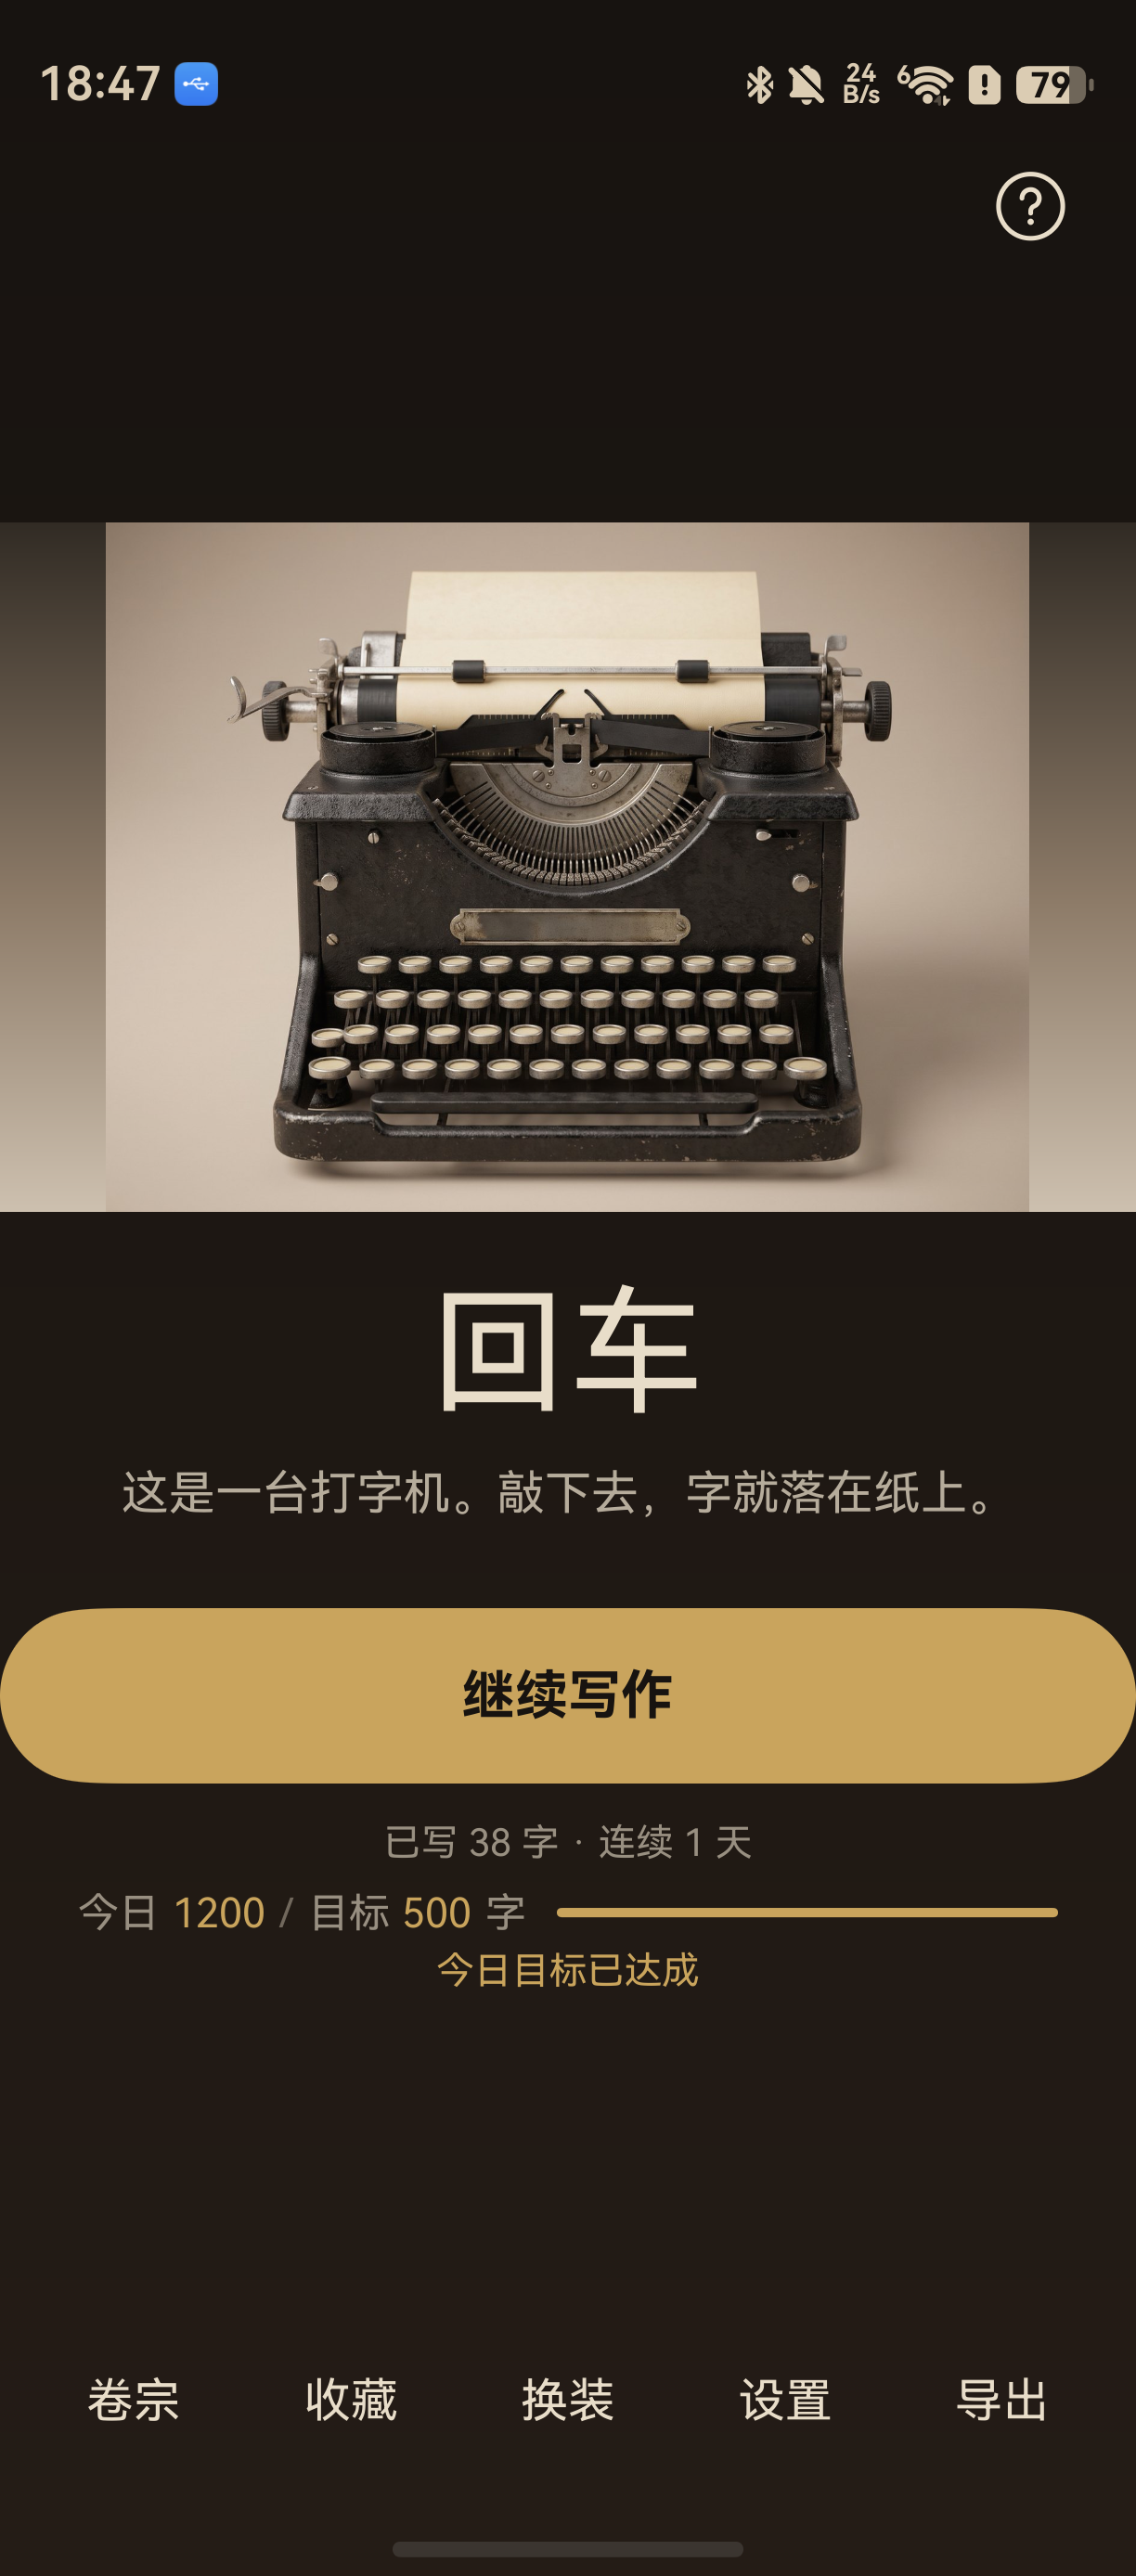 18:47
24
B/s
6
79
?
回车
这是一台打字机。敲下去，字就落在纸上。
继续写作
已写 38 字 · 连续 1 天
今日 1200 / 目标 500 字
今日目标已达成
卷宗 收藏 换装 设置 导出